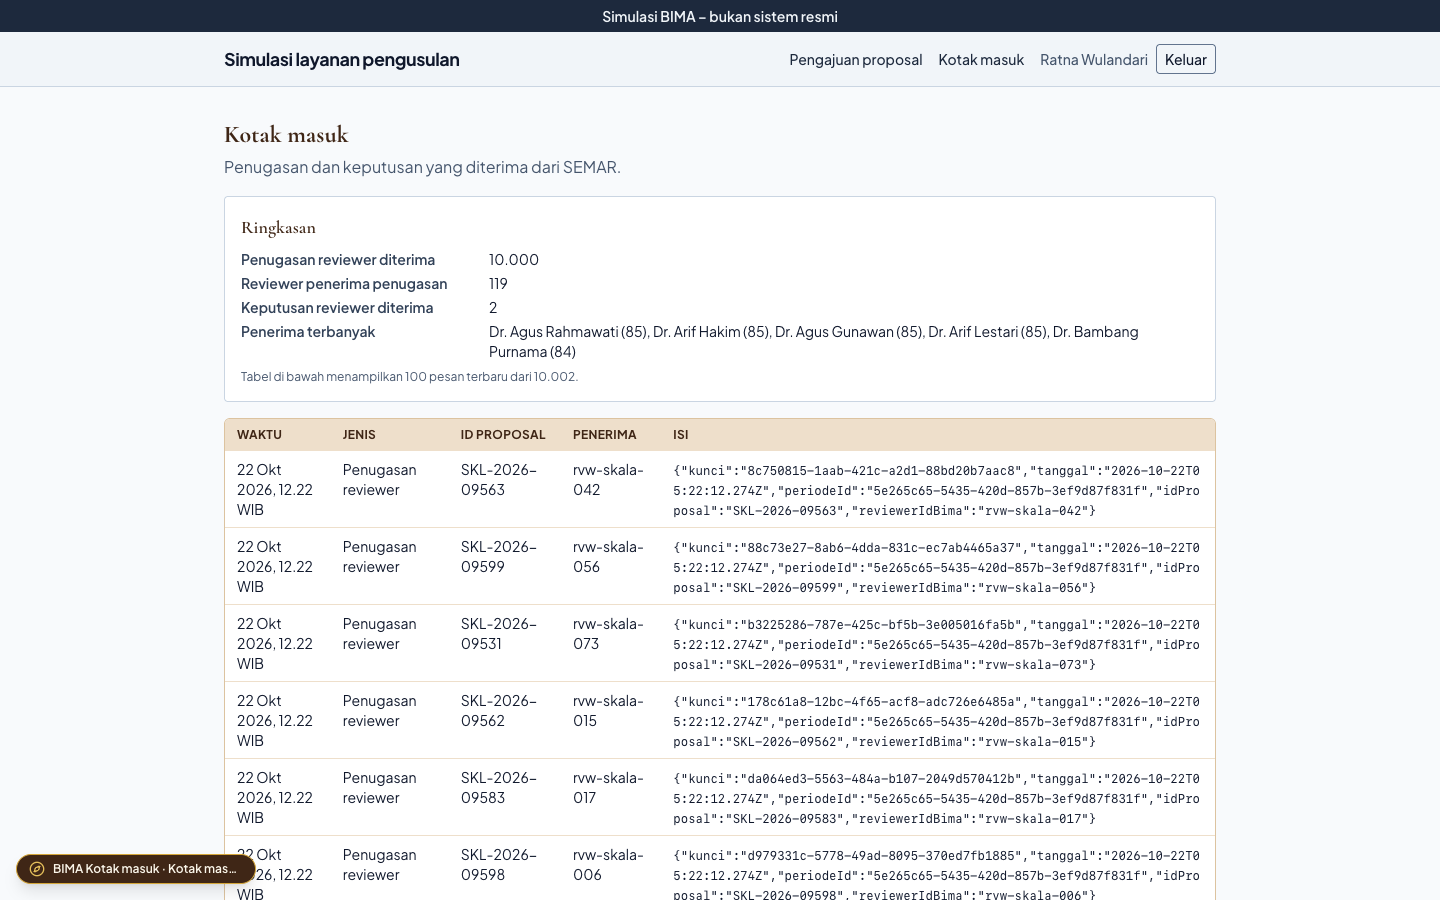 Simulasi BIMA – bukan sistem resmi
Simulasi layanan pengusulan
Pengajuan proposal
Kotak masuk
Ratna Wulandari
Keluar
Kotak masuk
Penugasan dan keputusan yang diterima dari SEMAR.
Ringkasan
Penugasan reviewer diterima 10.000
Reviewer penerima penugasan 119
Keputusan reviewer diterima 2
Penerima terbanyak Dr. Agus Rahmawati (85), Dr. Arif Hakim (85), Dr. Agus Gunawan (85), Dr. Arif Lestari (85), Dr. Bambang
Purnama (84)
Tabel di bawah menampilkan 100 pesan terbaru dari 10.002.
WAKTU JENIS ID PROPOSAL PENERIMA ISI
22 Okt Penugasan SKL-2026- rvw-skala- {"kunci":"8c750815-1aab-421c-a2d1-88bd20b7aac8","tanggal":"2026-10-22T0
2026, 12.22 reviewer 09563 042 5:22:12.274Z","periodeId":"5e265c65-5435-420d-857b-3ef9d87f831f","idPro
WIB posal":"SKL-2026-09563","reviewerIdBima":"rvw-skala-042"}
22 Okt Penugasan SKL-2026- rvw-skala- {"kunci":"88c73e27-8ab6-4dda-831c-ec7ab4465a37","tanggal":"2026-10-22T0
2026, 12.22 reviewer 09599 056 5:22:12.274Z","periodeId":"5e265c65-5435-420d-857b-3ef9d87f831f","idPro
WIB posal":"SKL-2026-09599","reviewerIdBima":"rvw-skala-056"}
22 Okt Penugasan SKL-2026- rvw-skala- {"kunci":"b3225286-787e-425c-bf5b-3e005016fa5b","tanggal":"2026-10-22T0
2026, 12.22 reviewer 09531 073 5:22:12.274Z","periodeId":"5e265c65-5435-420d-857b-3ef9d87f831f","idPro
WIB posal":"SKL-2026-09531","reviewerIdBima":"rvw-skala-073"}
22 Okt Penugasan SKL-2026- rvw-skala- {"kunci":"178c61a8-12bc-4f65-acf8-adc726e6485a","tanggal":"2026-10-22T0
2026, 12.22 reviewer 09562 015 5:22:12.274Z","periodeId":"5e265c65-5435-420d-857b-3ef9d87f831f","idPro
WIB posal":"SKL-2026-09562","reviewerIdBima":"rvw-skala-015"}
22 Okt Penugasan SKL-2026- rvw-skala- {"kunci":"da064ed3-5563-484a-b107-2049d570412b","tanggal":"2026-10-22T0
2026, 12.22 reviewer 09583 017 5:22:12.274Z","periodeId":"5e265c65-5435-420d-857b-3ef9d87f831f","idPro
WIB posal":"SKL-2026-09583","reviewerIdBima":"rvw-skala-017"}
22 Okt Penugasan SKL-2026- rvw-skala- {"kunci":"d979331c-5778-49ad-8095-370ed7fb1885","tanggal":"2026-10-22T0
26, 12.22 reviewer 09598 006 5:22:12.274Z","periodeId":"5e265c65-5435-420d-857b-3ef9d87f831f","idPro
WIB posal":"SKL-2026-09598","reviewerIdBima":"rvw-skala-006"}
BIMA Kotak masuk · Kotak mas...